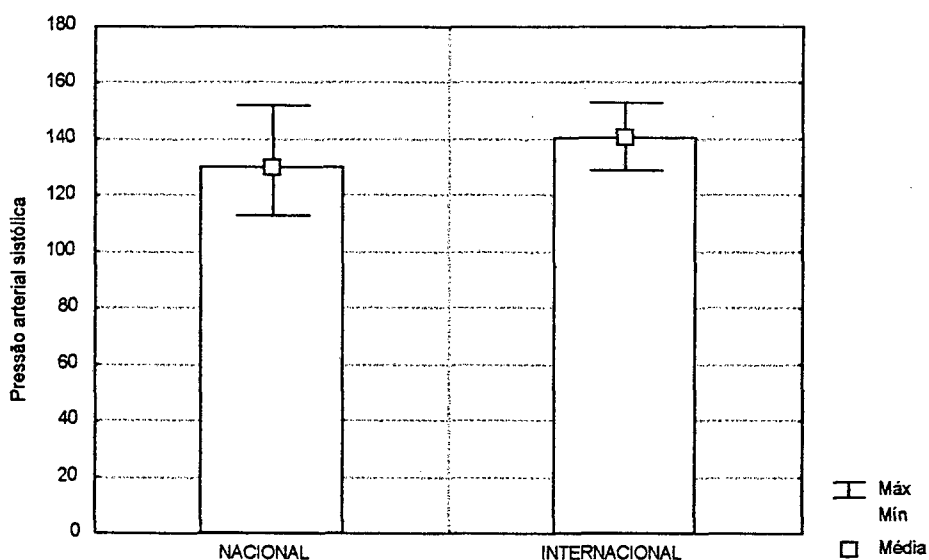 180
160
140
120
100
80
60
40
20
0
Pressão arterial sistólica
NACIONAL
INTERNACIONAL
Máx
Mín
Média